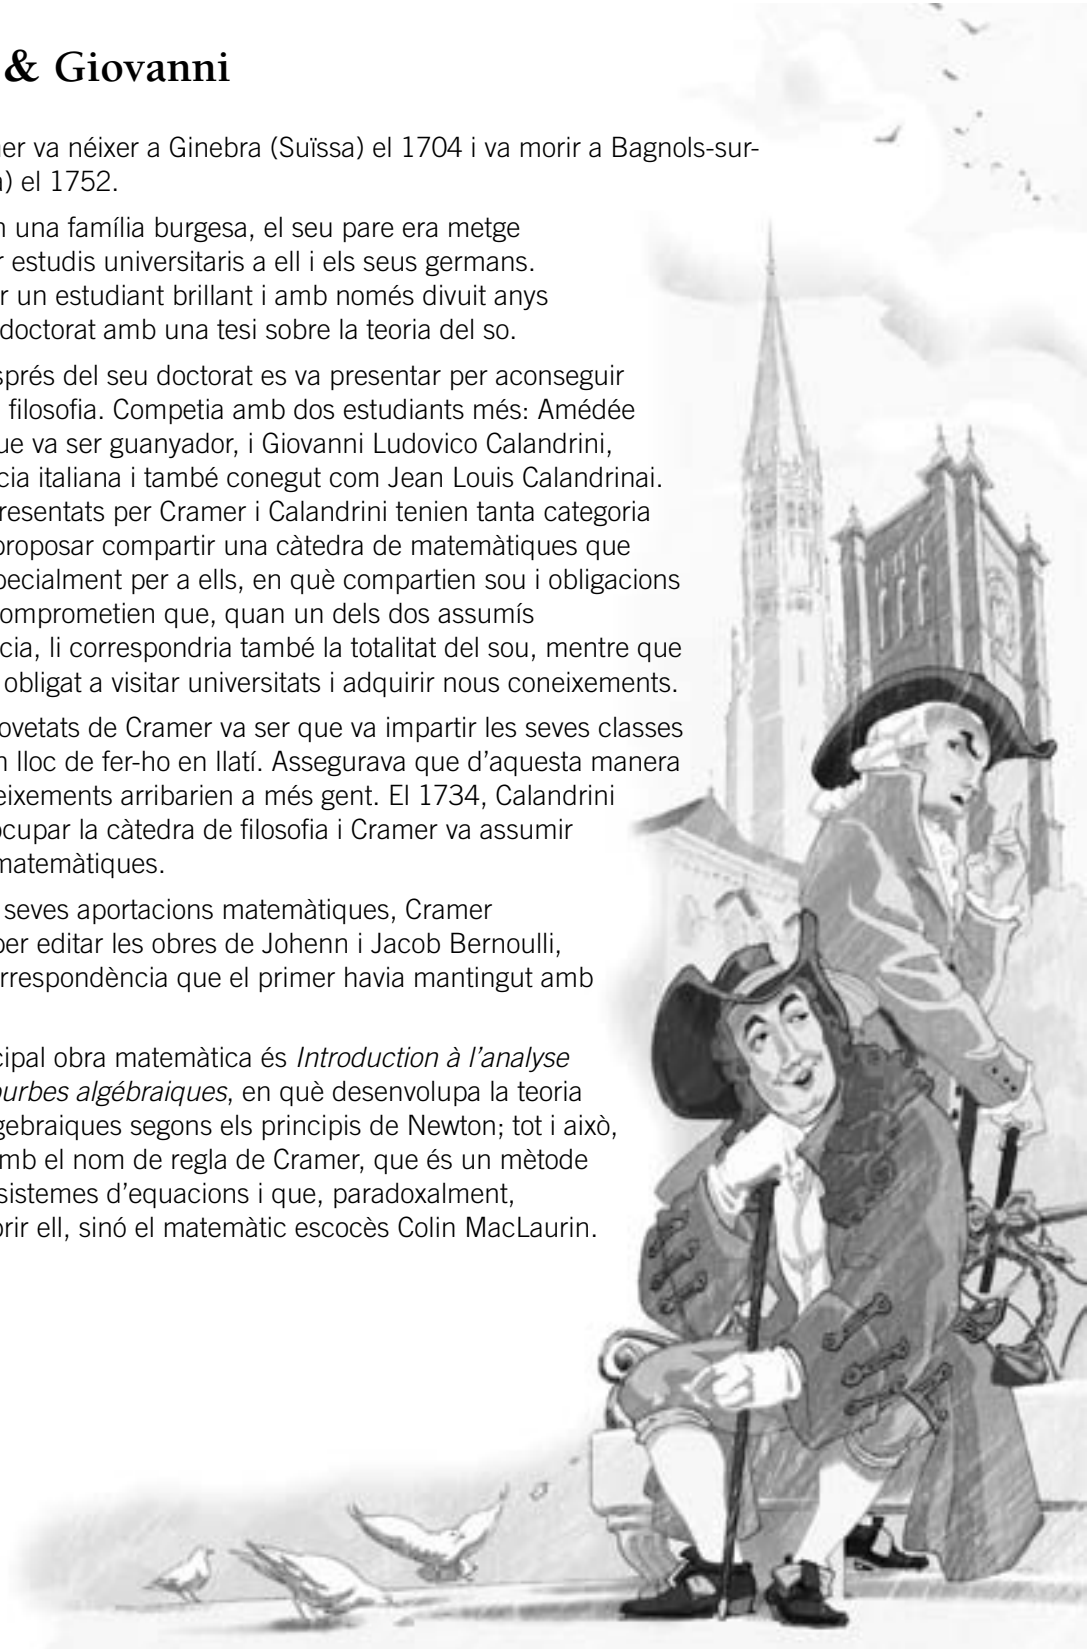 & Giovanni
er va néixer a Ginebra (Suïssa) el 1704 i va morir a Bagnols-sur-
) el 1752.
una família burgesa, el seu pare era metge
estudis universitaris a ell i els seus germans.
r un estudiant brillant i amb només divuit anys
doctorat amb una tesi sobre la teoria del so.
sprés del seu doctorat es va presentar per aconseguir
filosofia. Competia amb dos estudiants més: Amédée
ue va ser guanyador, i Giovanni Ludovico Calandrini,
cia italiana i també conegut com Jean Louis Calandrinai.
resentats per Cramer i Calandrini tenien tanta categoria
proposar compartir una càtedra de matemàtiques que
pecialment per a ells, en què compartien sou i obligacions
comprometien que, quan un dels dos assumís
cia, li correspondria també la totalitat del sou, mentre que
obligat a visitar universitats i adquirir nous coneixements.
ovetats de Cramer va ser que va impartir les seves classes
n lloc de fer-ho en llatí. Assegurava que d’aquesta manera
eixements arribarien a més gent. El 1734, Calandrini
ocupar la càtedra de filosofia i Cramer va assumir
matemàtiques.
seves aportacions matemàtiques, Cramer
per editar les obres de Johenn i Jacob Bernoulli,
rrespondència que el primer havia mantingut amb
cipal obra matemàtica és Introduction à l’analyse
ourbes algébraiques, en què desenvolupa la teoria
gebraiques segons els principis de Newton; tot i això,
mb el nom de regla de Cramer, que és un mètode
sistemes d’equacions i que, paradoxalment,
brir ell, sinó el matemàtic escocès Colin MacLaurin.